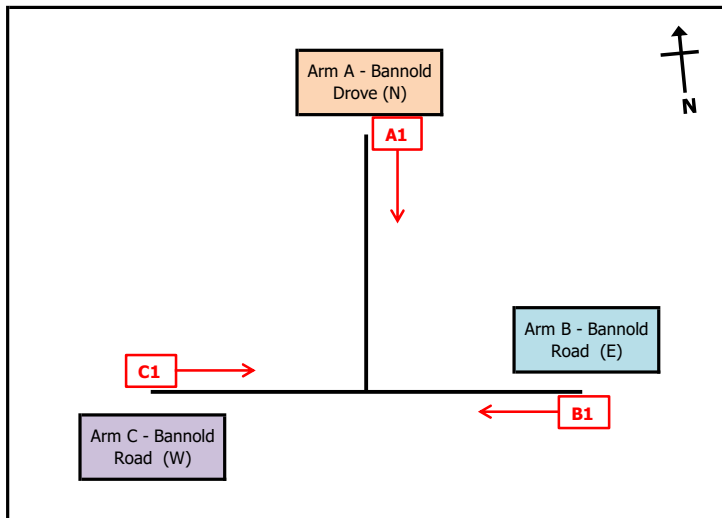 Arm A - Bannold
Drove (N)
N
A1
Arm B - Bannold
Road (E)
C1
B1
Arm C - Bannold
Road (W)